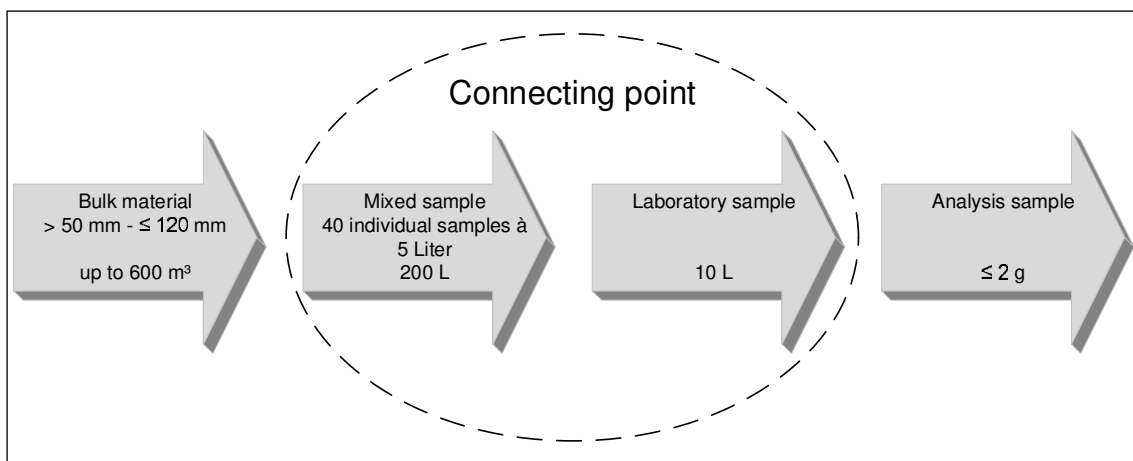 Connecting point
Bulk material
> 50 mm - ≤ 120 mm
up to 600 m³
Mixed sample
40 individual samples à
5 Liter
200 L
Laboratory sample
10 L
Analysis sample
≤ 2 g